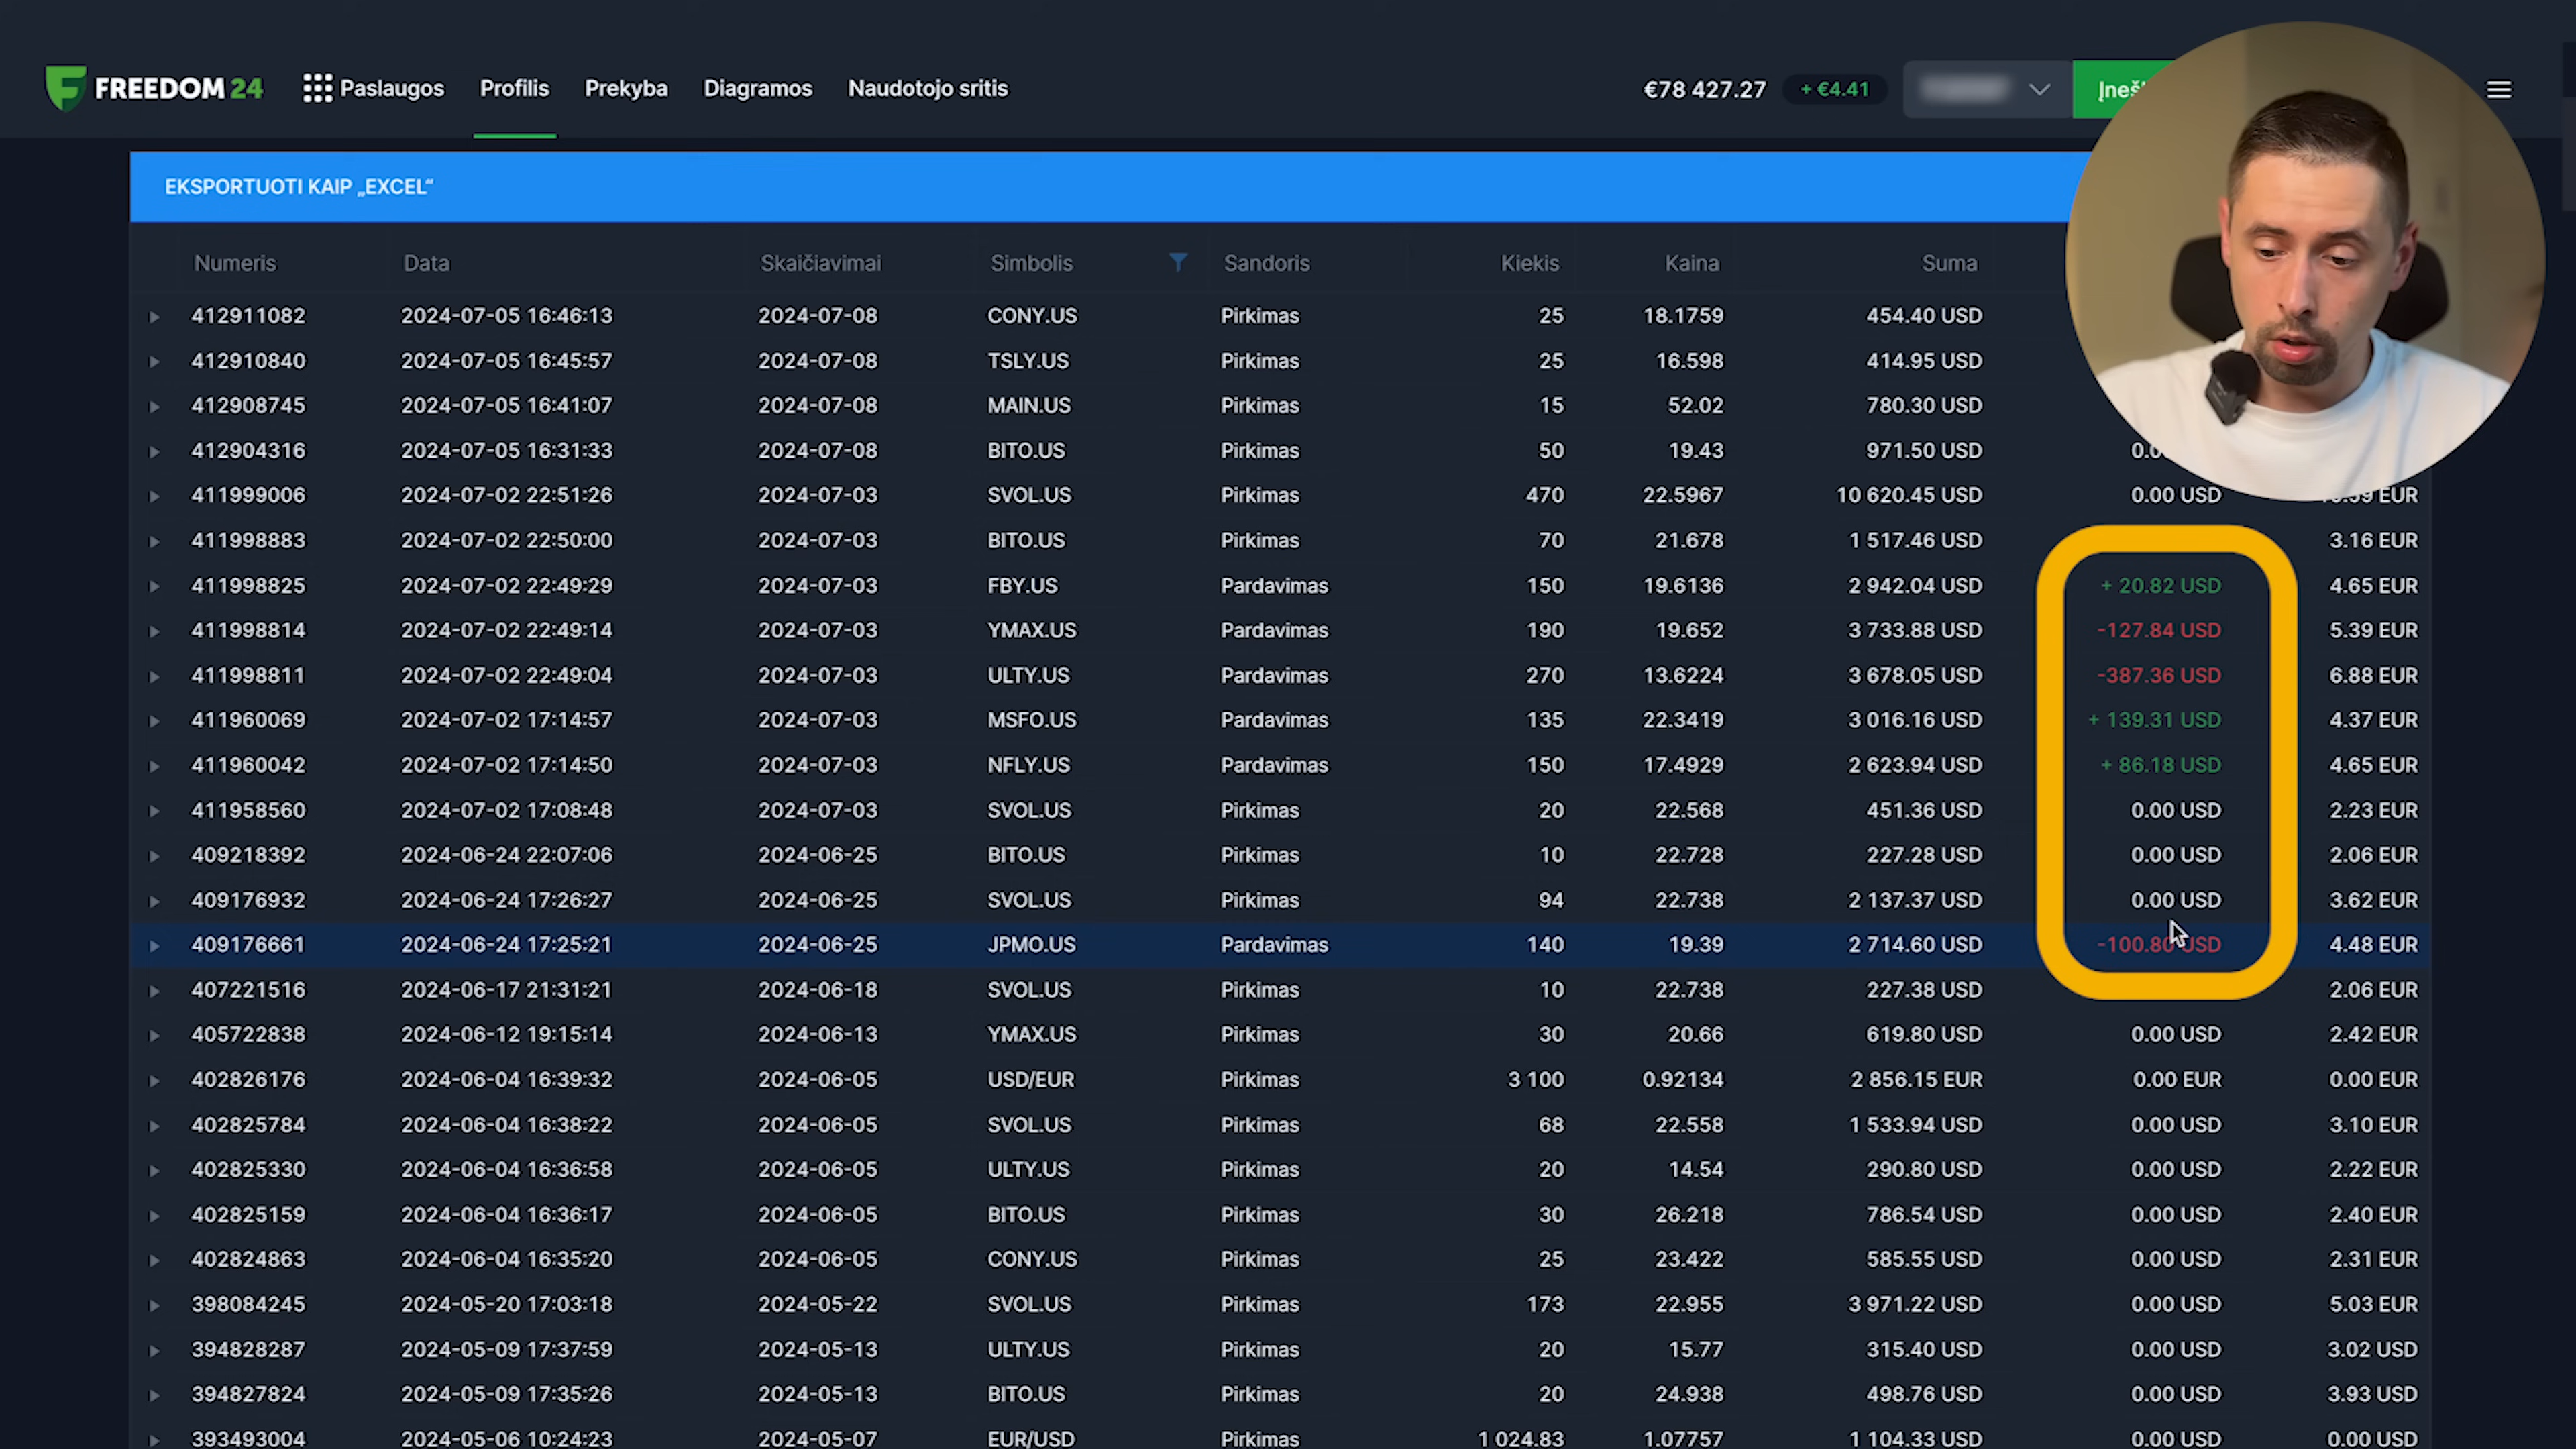 FREEDOM 24 Paslaugos Profilis Prekyba Diagramos Naudotojo sritis €78 427.27 + €4.41
EKSPORTUOTI KAIP „EXCEL“
Numeris Data Skaičiavimai Simbolis Sandoris Kiekis Kaina Suma
412911082 2024-07-05 16:46:13 2024-07-08 CONY.US Pirkimas 25 18.1759 454.40 USD
412910840 2024-07-05 16:45:57 2024-07-08 TSLY.US Pirkimas 25 16.598 414.95 USD
412908745 2024-07-05 16:41:07 2024-07-08 MAIN.US Pirkimas 15 52.02 780.30 USD
412904316 2024-07-05 16:31:33 2024-07-08 BITO.US Pirkimas 50 19.43 971.50 USD
411999006 2024-07-02 22:51:26 2024-07-03 SVOL.US Pirkimas 470 22.5967 10 620.45 USD 0.00 USD EUR
411998883 2024-07-02 22:50:00 2024-07-03 BITO.US Pirkimas 70 21.678 1 517.46 USD 3.16 EUR
411998825 2024-07-02 22:49:29 2024-07-03 FBY.US Pardavimas 150 19.6136 2 942.04 USD + 20.82 USD 4.65 EUR
411998814 2024-07-02 22:49:14 2024-07-03 YMAX.US Pardavimas 190 19.652 3 733.88 USD -127.84 USD 5.39 EUR
411998811 2024-07-02 22:49:04 2024-07-03 ULTY.US Pardavimas 270 13.6224 3 678.05 USD -387.36 USD 6.88 EUR
411960069 2024-07-02 17:14:57 2024-07-03 MSFO.US Pardavimas 135 22.3419 3 016.16 USD + 139.31 USD 4.37 EUR
411960042 2024-07-02 17:14:50 2024-07-03 NFLY.US Pardavimas 150 17.4929 2 623.94 USD + 86.18 USD 4.65 EUR
411958560 2024-07-02 17:08:48 2024-07-03 SVOL.US Pirkimas 20 22.568 451.36 USD 0.00 USD 2.23 EUR
409218392 2024-06-24 22:07:06 2024-06-25 BITO.US Pirkimas 10 22.728 227.28 USD 0.00 USD 2.06 EUR
409176932 2024-06-24 17:26:27 2024-06-25 SVOL.US Pirkimas 94 22.738 2 137.37 USD 0.00 USD 3.62 EUR
409176661 2024-06-24 17:25:21 2024-06-25 JPMO.US Pardavimas 140 19.39 2 714.60 USD -100.80 USD 4.48 EUR
407221516 2024-06-17 21:31:21 2024-06-18 SVOL.US Pirkimas 10 22.738 227.38 USD 2.06 EUR
405722838 2024-06-12 19:15:14 2024-06-13 YMAX.US Pirkimas 30 20.66 619.80 USD 0.00 USD 2.42 EUR
402826176 2024-06-04 16:39:32 2024-06-05 USD/EUR Pirkimas 3 100 0.92134 2 856.15 EUR 0.00 EUR 0.00 EUR
402825784 2024-06-04 16:38:22 2024-06-05 SVOL.US Pirkimas 68 22.558 1 533.94 USD 0.00 USD 3.10 EUR
402825330 2024-06-04 16:36:58 2024-06-05 ULTY.US Pirkimas 20 14.54 290.80 USD 0.00 USD 2.22 EUR
402825159 2024-06-04 16:36:17 2024-06-05 BITO.US Pirkimas 30 26.218 786.54 USD 0.00 USD 2.40 EUR
402824863 2024-06-04 16:35:20 2024-06-05 CONY.US Pirkimas 25 23.422 585.55 USD 0.00 USD 2.31 EUR
398084245 2024-05-20 17:03:18 2024-05-22 SVOL.US Pirkimas 173 22.955 3 971.22 USD 0.00 USD 5.03 EUR
394828287 2024-05-09 17:37:59 2024-05-13 ULTY.US Pirkimas 20 15.77 315.40 USD 0.00 USD 3.02 USD
394827824 2024-05-09 17:35:26 2024-05-13 BITO.US Pirkimas 20 24.938 498.76 USD 0.00 USD 3.93 USD
393493004 2024-05-06 10:24:23 2024-05-07 EUR/USD Pirkimas 1 024.83 1.07757 1 104.33 USD 0.00 USD 0.00 USD